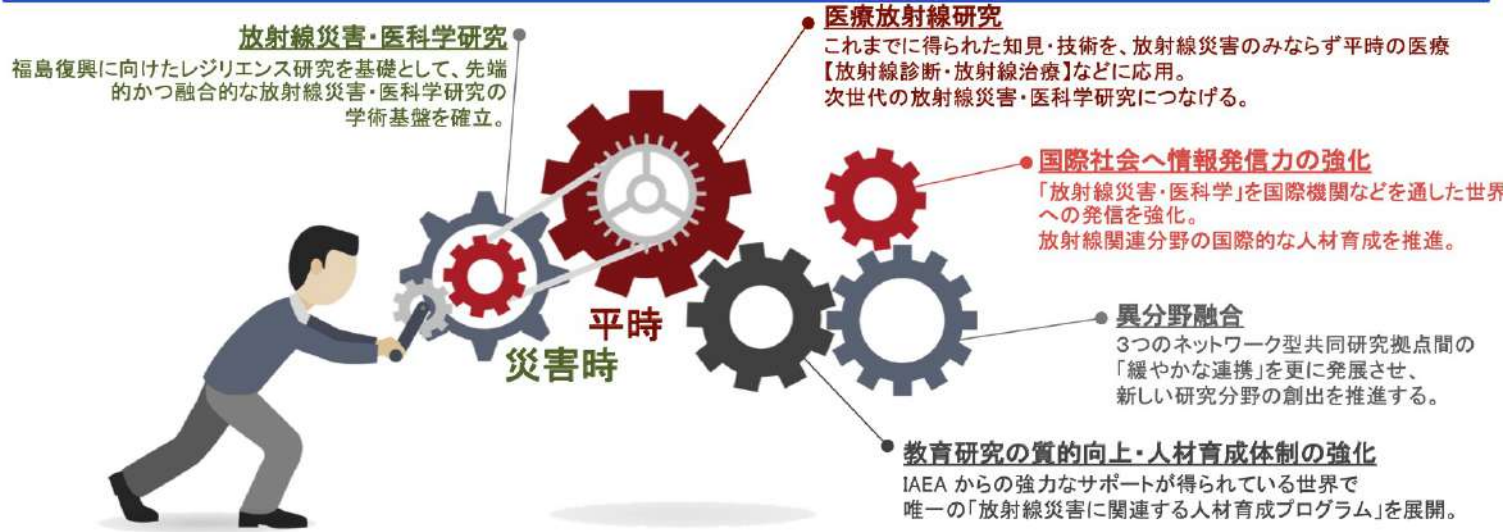 放射線災害・医科学研究
福島復興に向けたレジリエンス研究を基礎として、先端
的かつ融合的な放射線災害・医科学研究の
学術基盤を確立。
医療放射線研究
これまでに得られた知見・技術を、放射線災害のみならず平時の医療
【放射線診断・放射線治療】などに応用。
次世代の放射線災害・医科学研究につなげる。
国際社会へ情報発信力の強化
「放射線災害・医科学」を国際機関などを通した世界
への発信を強化。
放射線関連分野の国際的な人材育成を推進。
平時
災害時
異分野融合
3つのネットワーク型共同研究拠点間の
「緩やかな連携」を更に発展させ、
新しい研究分野の創出を推進する。
教育研究の質的向上・人材育成体制の強化
IAEA からの強力なサポートが得られている世界で
唯一の「放射線災害に関連する人材育成プログラム」を展開。